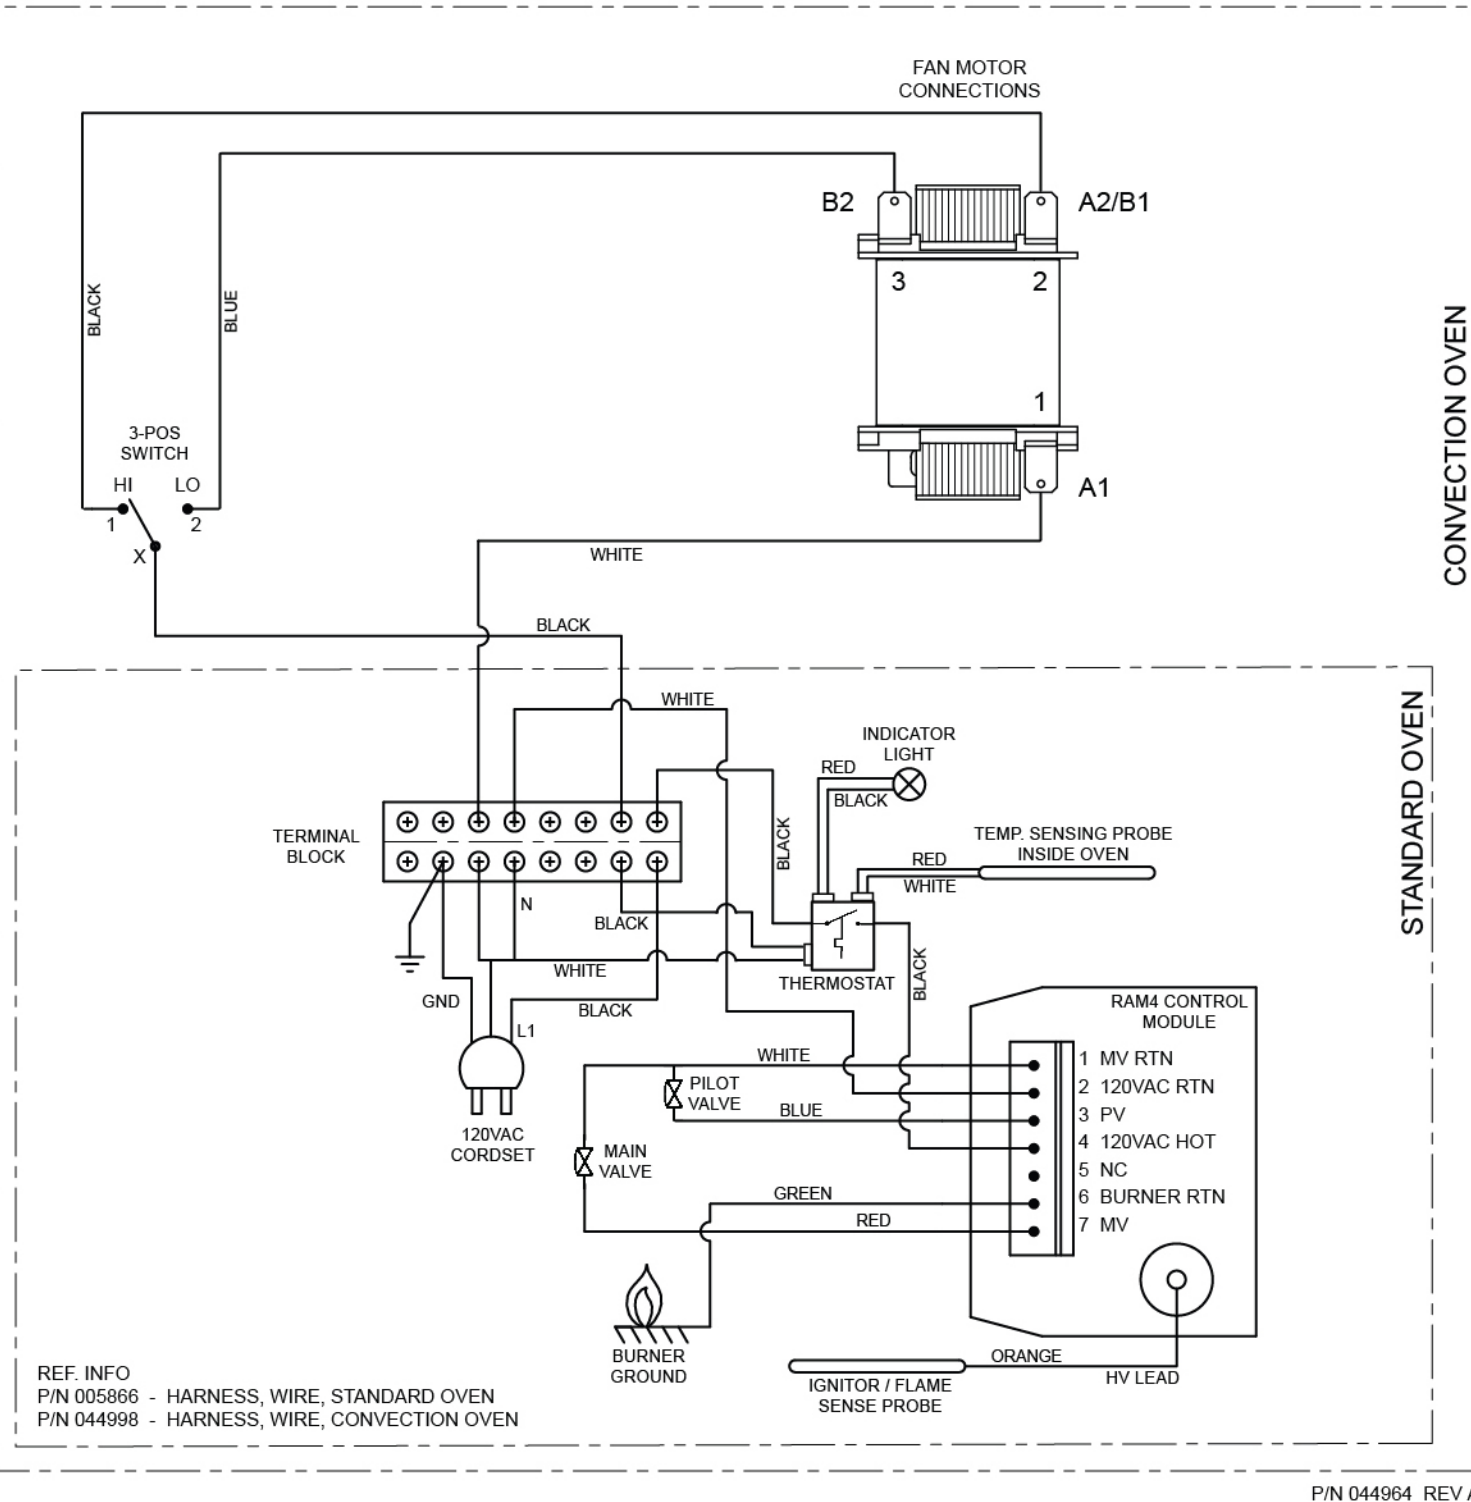 FAN MOTOR
CONNECTIONS
B2
A2/B1
3
2
1
A1
BLACK
BLUE
CONVECTION OVEN
3-POS
SWITCH
HI
LO
1
2
X
WHITE
BLACK
STANDARD OVEN
WHITE
INDICATOR
LIGHT
RED
BLACK
TERMINAL
BLOCK
BLACK
TEMP. SENSING PROBE
INSIDE OVEN
RED
WHITE
N
BLACK
WHITE
THERMOSTAT
BLACK
GND
BLACK
L1
120VAC
CORDSET
RAM4 CONTROL
MODULE
WHITE
1 MV RTN
PILOT
VALVE
2 120VAC RTN
BLUE
3 PV
4 120VAC HOT
MAIN
VALVE
5 NC
GREEN
6 BURNER RTN
RED
7 MV
BURNER
GROUND
ORANGE
HV LEAD
IGNITOR / FLAME
SENSE PROBE
REF. INFO
P/N 005866 - HARNESS, WIRE, STANDARD OVEN
P/N 044998 - HARNESS, WIRE, CONVECTION OVEN
P/N 044964 REV